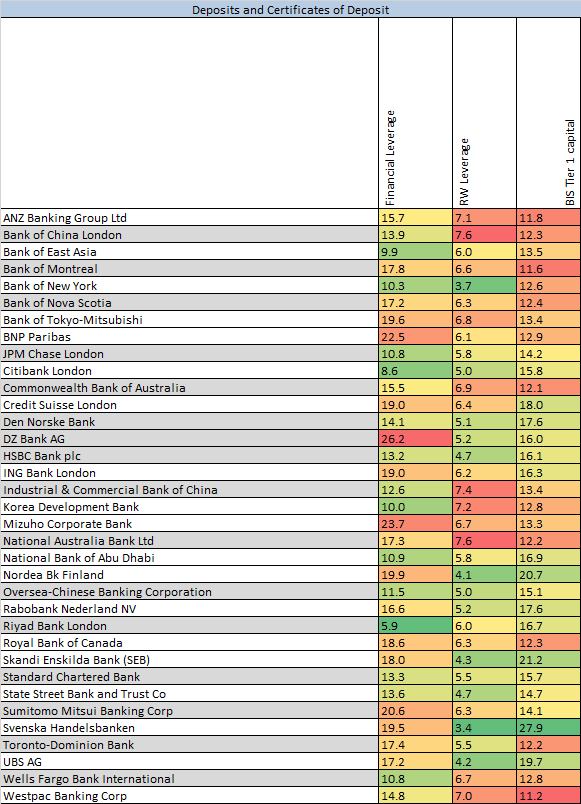 Deposits and Certificates of Deposit
Financial Leverage RW Leverage BIS Tier 1 capital
ANZ Banking Group Ltd 15.7 7.1 11.8
Bank of China London 13.9 7.6 12.3
Bank of East Asia 9.9 6.0 13.5
Bank of Montreal 17.8 6.6 11.6
Bank of New York 10.3 3.7 12.6
Bank of Nova Scotia 17.2 6.3 12.4
Bank of Tokyo-Mitsubishi 19.6 6.8 13.4
BNP Paribas 22.5 6.1 12.9
JPM Chase London 10.8 5.8 14.2
Citibank London 8.6 5.0 15.8
Commonwealth Bank of Australia 15.5 6.9 12.1
Credit Suisse London 19.0 6.4 18.0
Den Norske Bank 14.1 5.1 17.6
DZ Bank AG 26.2 5.2 16.0
HSBC Bank plc 13.2 4.7 16.1
ING Bank London 19.0 6.2 16.3
Industrial & Commercial Bank of China 12.6 7.4 13.4
Korea Development Bank 10.0 7.2 12.8
Mizuho Corporate Bank 23.7 6.7 13.3
National Australia Bank Ltd 17.3 7.6 12.2
National Bank of Abu Dhabi 10.9 5.8 16.9
Nordea Bk Finland 19.9 4.1 20.7
Oversea-Chinese Banking Corporation 11.5 5.0 15.1
Rabobank Nederland NV 16.6 5.2 17.6
Riyad Bank London 5.9 6.0 16.7
Royal Bank of Canada 18.6 6.3 12.3
Skandi Enskilda Bank (SEB) 18.0 4.3 21.2
Standard Chartered Bank 13.3 5.5 15.7
State Street Bank and Trust Co 13.6 4.7 14.7
Sumitomo Mitsui Banking Corp 20.6 6.3 14.1
Svenska Handelsbanken 19.5 3.4 27.9
Toronto-Dominion Bank 17.4 5.5 12.2
UBS AG 17.2 4.2 19.7
Wells Fargo Bank International 10.8 6.7 12.8
Westpac Banking Corp 14.8 7.0 11.2